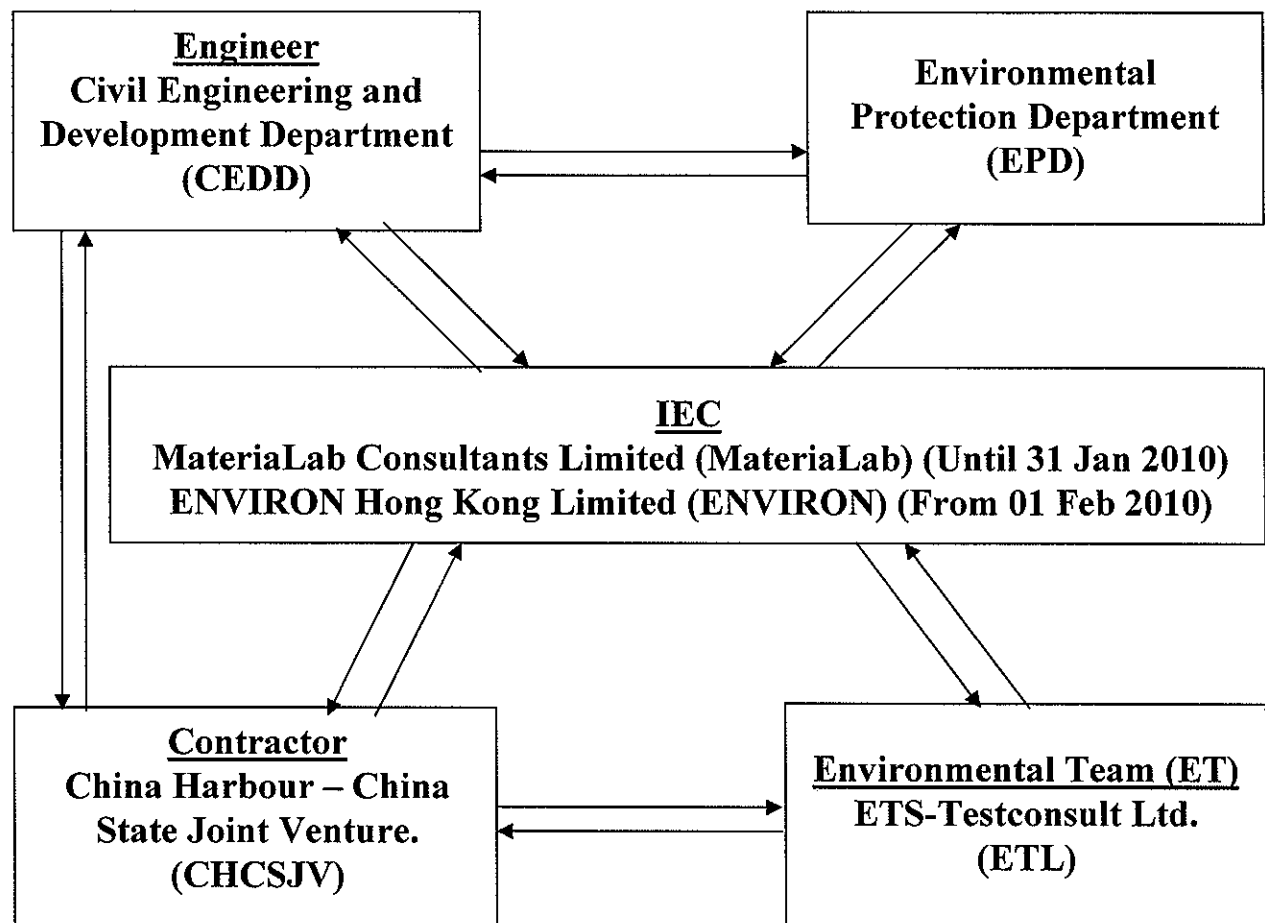 Engineer
Civil Engineering and
Development Department
(CEDD)
Environmental
Protection Department
(EPD)
IEC
MateriaLab Consultants Limited (MateriaLab) (Until 31 Jan 2010)
ENVIRON Hong Kong Limited (ENVIRON) (From 01 Feb 2010)
Contractor
China Harbour – China
State Joint Venture.
(CHCSJV)
Environmental Team (ET)
ETS-Testconsult Ltd.
(ETL)